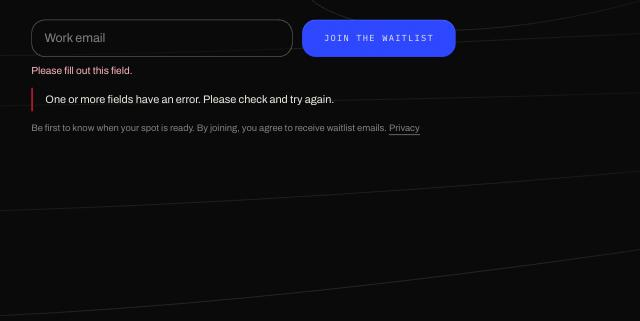 Work email
JOIN THE WAITLIST
Please fill out this field.
One or more fields have an error. Please check and try again.
Be first to know when your spot is ready. By joining, you agree to receive waitlist emails. Privacy